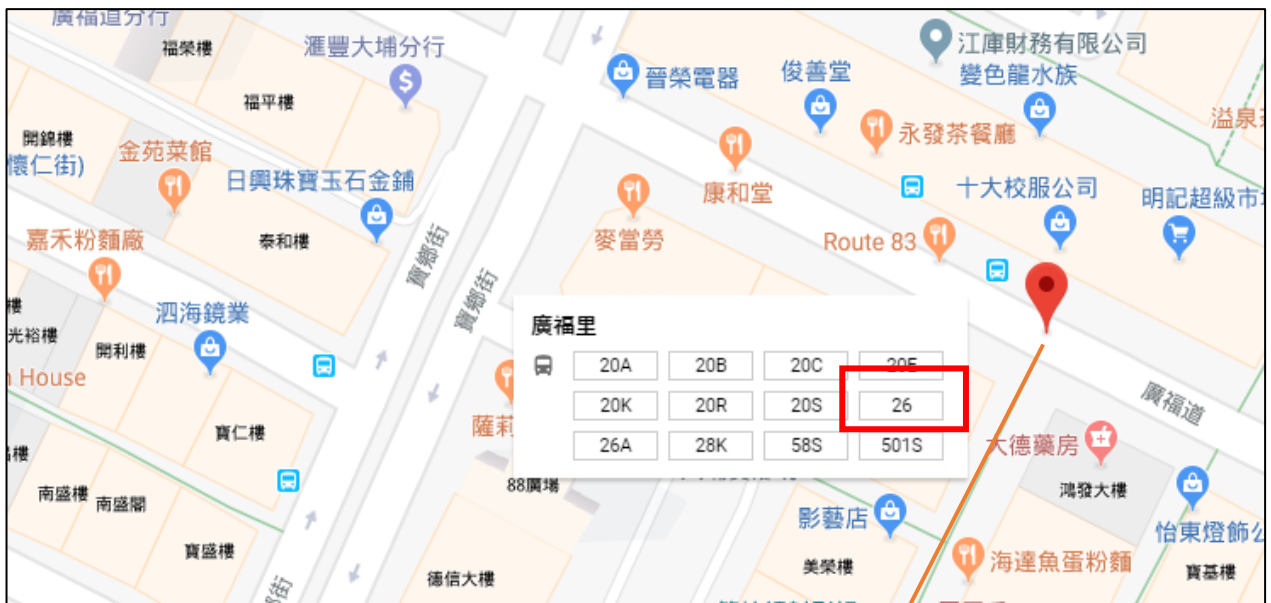 廣福道分行
福榮樓
滙豐大埔分行
江庫財務有限公司
晉榮電器
俊善堂
變色龍水族
福平樓
溢泉
開錦樓
懷仁街)
金苑菜館
永發茶餐廳
日興珠寶玉石金鋪
康和堂
十大校服公司
明記超級市
嘉禾粉麵廠
泰和樓
寶鄉街
麥當勞
Route 83
寶鄉街
樓
光裕樓
泗海鏡業
開利樓
House
廣福里
20A 20B 20C 20E
20K 20R 20S 26
26A 28K 58S 501S
廣福道
薩莉
寶仁樓
大德藥房
樓
南盛樓
南盛閣
88廣場
鴻發大樓
影藝店
怡東燈飾
寶盛樓
海達魚蛋粉麵
德信大樓
美榮樓
寶基樓
街